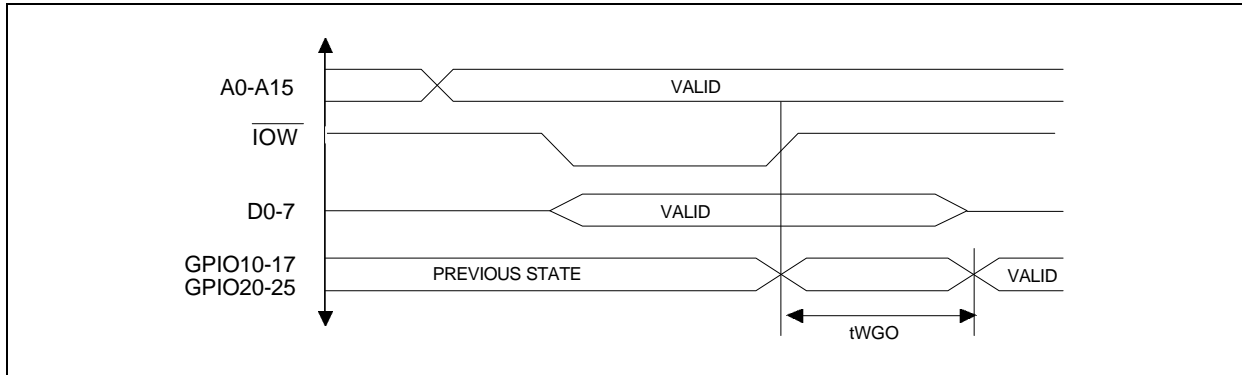 A0-A15
VALID
IOW
D0-7
VALID
GPIO10-17
GPIO20-25
PREVIOUS STATE
VALID
tWGO